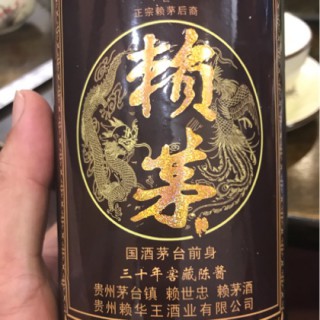 正宗赖茅后裔
赖茅
国酒茅台前身
三十年窖藏陈酱
贵州茅台镇 赖世忠 赖茅酒
贵州赖华王酒业有限公司